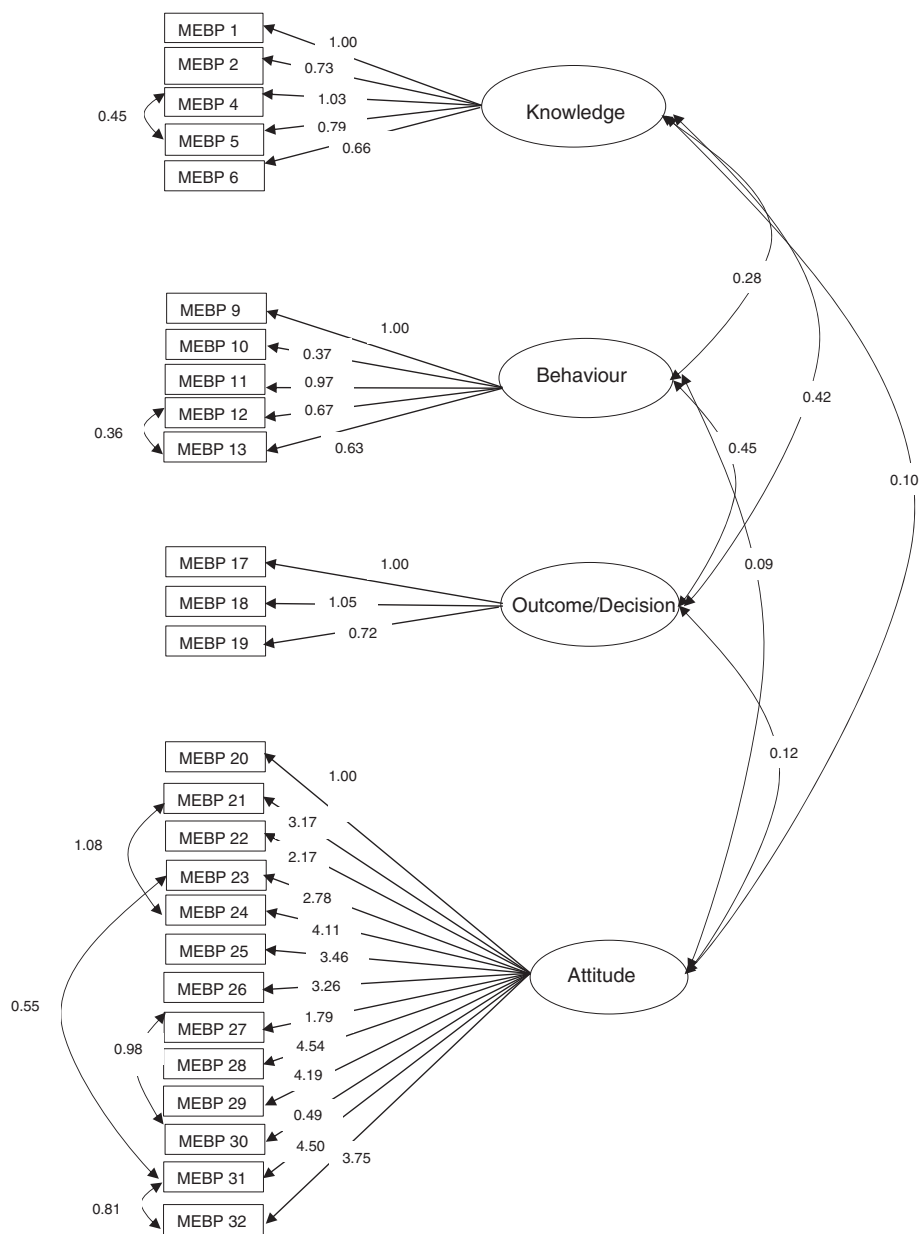 MEBP 1
1.00
MEBP 2
0.73
MEBP 4
1.03
0.45
Knowledge
MEBP 5
0.79
MEBP 6
0.66
0.28
MEBP 9
1.00
MEBP 10
0.37
MEBP 11
0.97
Behaviour
MEBP 12
0.67
0.36
MEBP 13
0.63
0.42
0.45
0.10
MEBP 17
1.00
0.09
MEBP 18
1.05
Outcome/Decision
MEBP 19
0.72
MEBP 20
1.00
0.12
MEBP 21
3.17
MEBP 22
2.17
1.08
MEBP 23
2.78
MEBP 24
4.11
MEBP 25
3.46
Attitude
MEBP 26
3.26
0.55
MEBP 27
1.79
0.98
MEBP 28
4.54
MEBP 29
4.19
MEBP 30
0.49
MEBP 31
4.50
3.75
0.81
MEBP 32